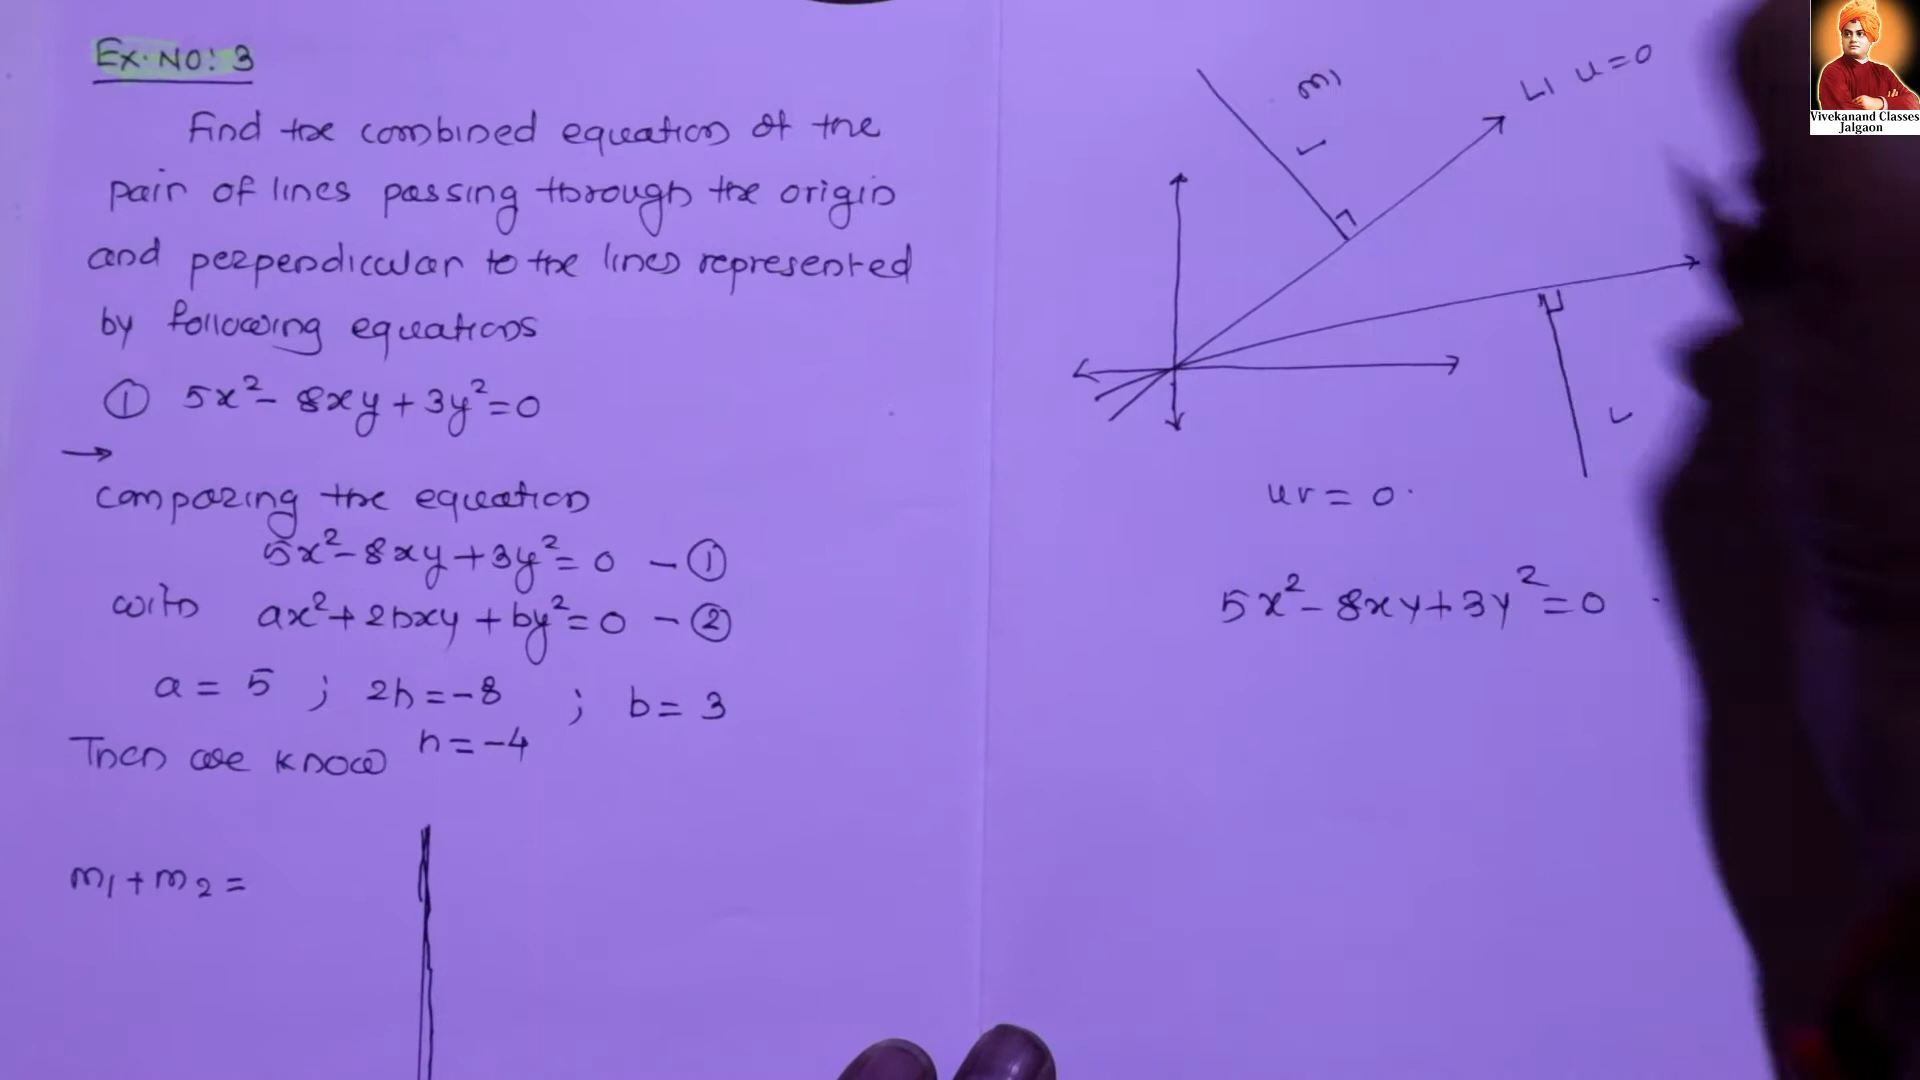 Ex. NO: 3
Find the combined equation of the
pair of lines passing through the origin
and perpendicular to the lines represented
by following equations
① 5x²- 8xy+3y²=0
→
comparing the equation
5x²-8xy+3y²=0 -①
with ax²+2hxy+by²=0 -②
a= 5 ; 2h=-8 ; b= 3
h=-4
Then we know
m1+m2=
m1
L1 u=0
uv= 0.
5x²- 8xy+3y²=0
Vivekanand Classes
Jalgaon